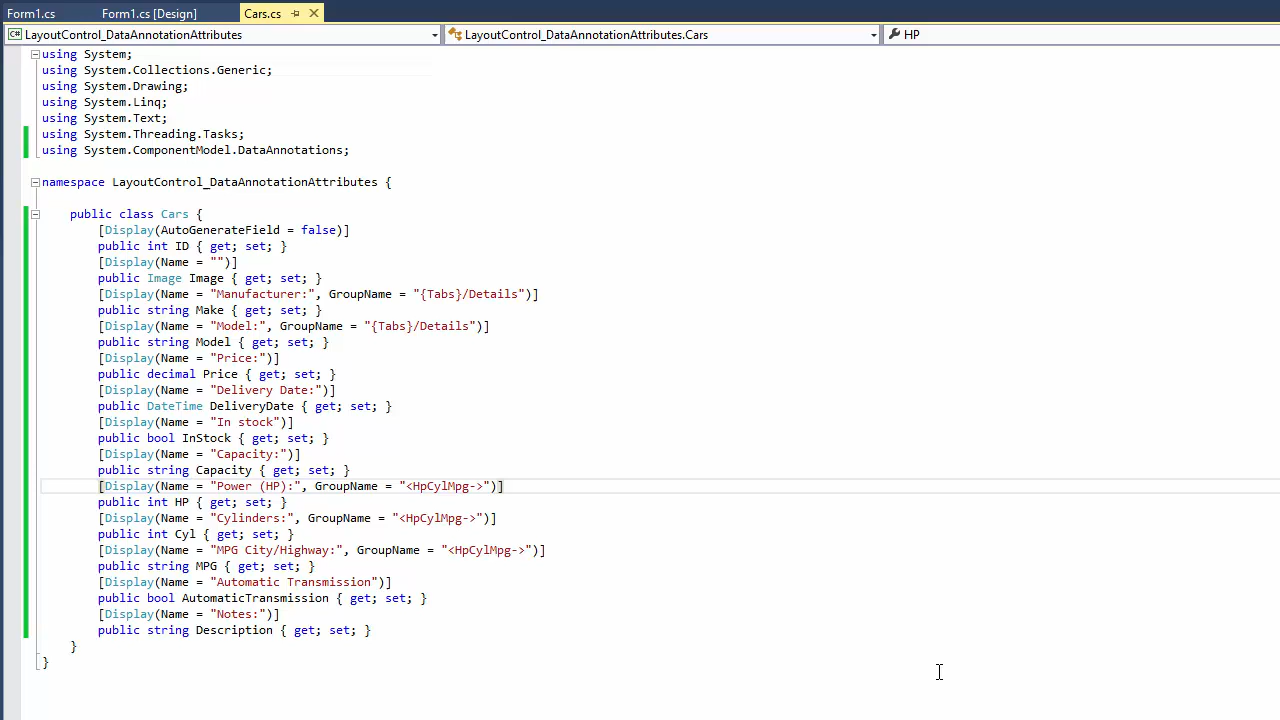 Form1.cs Form1.cs [Design] Cars.cs
C# LayoutControl_DataAnnotationAttributes LayoutControl_DataAnnotationAttributes.Cars HP
using System;
using System.Collections.Generic;
using System.Drawing;
using System.Linq;
using System.Text;
using System.Threading.Tasks;
using System.ComponentModel.DataAnnotations;
namespace LayoutControl_DataAnnotationAttributes {
public class Cars {
[Display(AutoGenerateField = false)]
public int ID { get; set; }
[Display(Name = "")]
public Image Image { get; set; }
[Display(Name = "Manufacturer:", GroupName = "{Tabs}/Details")]
public string Make { get; set; }
[Display(Name = "Model:", GroupName = "{Tabs}/Details")]
public string Model { get; set; }
[Display(Name = "Price:")]
public decimal Price { get; set; }
[Display(Name = "Delivery Date:")]
public DateTime DeliveryDate { get; set; }
[Display(Name = "In stock")]
public bool InStock { get; set; }
[Display(Name = "Capacity:")]
public string Capacity { get; set; }
[Display(Name = "Power (HP):", GroupName = "<HpCylMpg->")]
public int HP { get; set; }
[Display(Name = "Cylinders:", GroupName = "<HpCylMpg->")]
public int Cyl { get; set; }
[Display(Name = "MPG City/Highway:", GroupName = "<HpCylMpg->")]
public string MPG { get; set; }
[Display(Name = "Automatic Transmission")]
public bool AutomaticTransmission { get; set; }
[Display(Name = "Notes:")]
public string Description { get; set; }
}
}